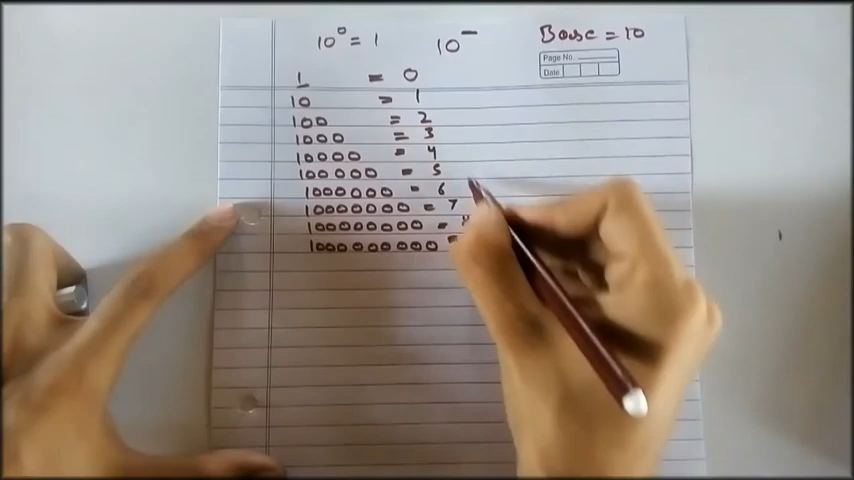 10⁰ = 1 10⁻ Base = 10
Page No.
Date
1 = 0
10 = 1
100 = 2
1000 = 3
10000 = 4
100000 = 5
1000000 = 6
10000000 = 7
100000000 =
1000000000 =